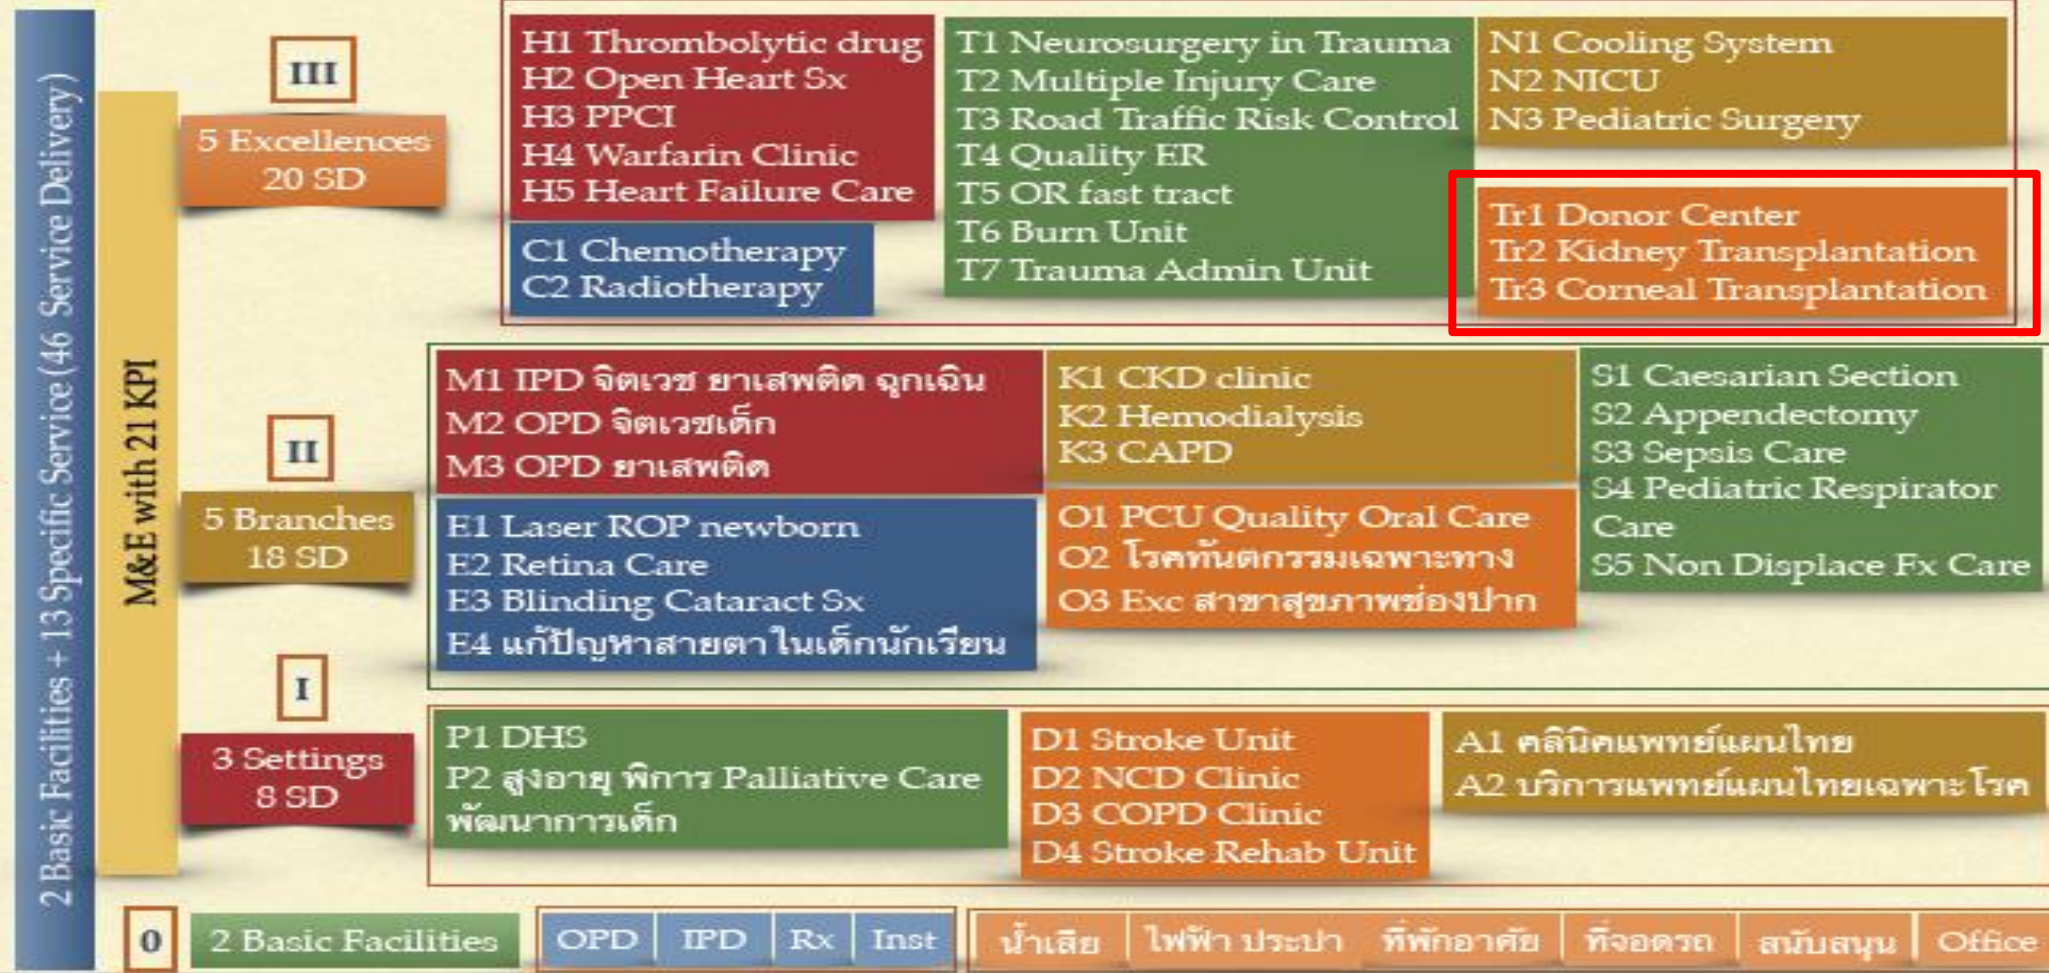 2 Basic Facilities + 13 Specific Service (46 Service Delivery)
M&E with 21 KPI
III
5 Excellences
20 SD
H1 Thrombolytic drug
H2 Open Heart Sx
H3 PPCI
H4 Warfarin Clinic
H5 Heart Failure Care
C1 Chemotherapy
C2 Radiotherapy
T1 Neurosurgery in Trauma
T2 Multiple Injury Care
T3 Road Traffic Risk Control
T4 Quality ER
T5 OR fast tract
T6 Burn Unit
T7 Trauma Admin Unit
N1 Cooling System
N2 NICU
N3 Pediatric Surgery
Tr1 Donor Center
Tr2 Kidney Transplantation
Tr3 Corneal Transplantation
II
5 Branches
18 SD
M1 IPD จิตเวช ยาเสพติด ฉุกเฉิน
M2 OPD จิตเวชเด็ก
M3 OPD ยาเสพติด
E1 Laser ROP newborn
E2 Retina Care
E3 Blinding Cataract Sx
E4 แก้ปัญหาสายตาในเด็กนักเรียน
K1 CKD clinic
K2 Hemodialysis
K3 CAPD
O1 PCU Quality Oral Care
O2 โรคทันตกรรมเฉพาะทาง
O3 Exc สาขาสุขภาพช่องปาก
S1 Caesarian Section
S2 Appendectomy
S3 Sepsis Care
S4 Pediatric Respirator
Care
S5 Non Displace Fx Care
I
3 Settings
8 SD
P1 DHS
P2 สูงอายุ พิการ Palliative Care
พัฒนาการเด็ก
D1 Stroke Unit
D2 NCD Clinic
D3 COPD Clinic
D4 Stroke Rehab Unit
A1 คลินิคแพทย์แผนไทย
A2 บริการแพทย์แผนไทยเฉพาะโรค
0
2 Basic Facilities
OPD
IPD
Rx
Inst
น้ำเสีย
ไฟฟ้า ประปา
ที่พักอาศัย
ที่จอดรถ
สนับสนุน
Office